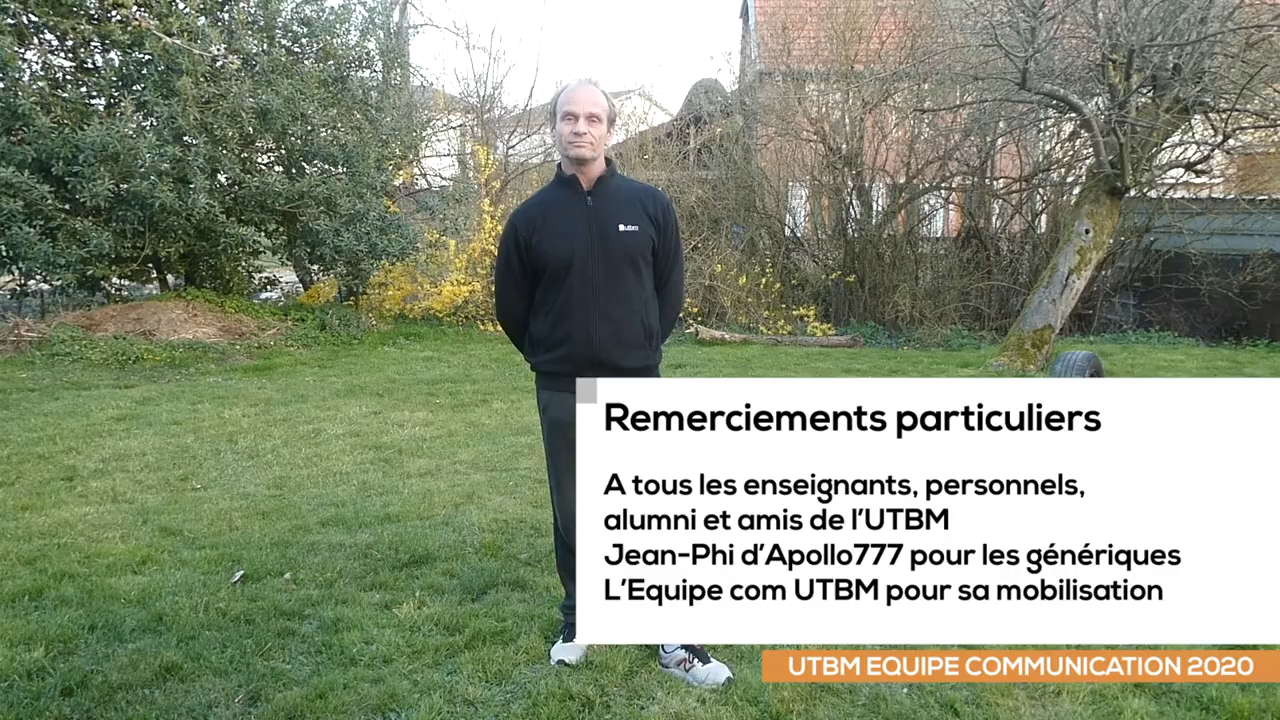 utbm
Remerciements particuliers
A tous les enseignants, personnels,
alumni et amis de l'UTBM
Jean-Phi d'Apollo777 pour les génériques
L'Equipe com UTBM pour sa mobilisation
UTBM EQUIPE COMMUNICATION 2020